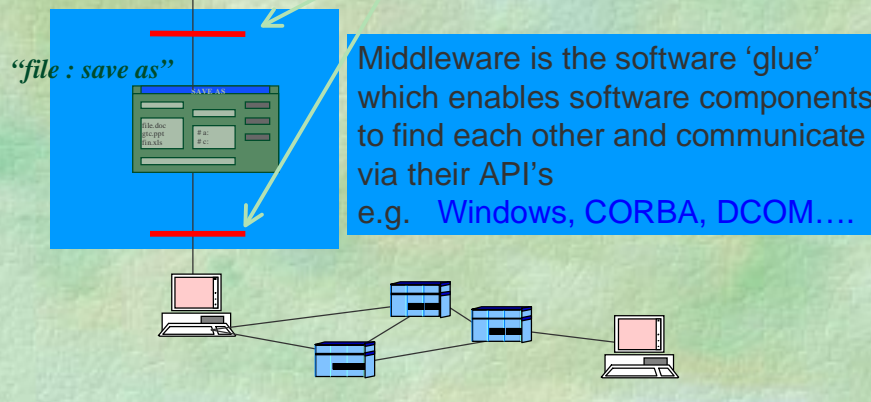 “file : save as”
SAVE AS
file.doc
gtc.ppt
fin.xls
# a:
# c:
Middleware is the software ‘glue’
which enables software components
to find each other and communicate
via their API's
e.g. Windows, CORBA, DCOM….